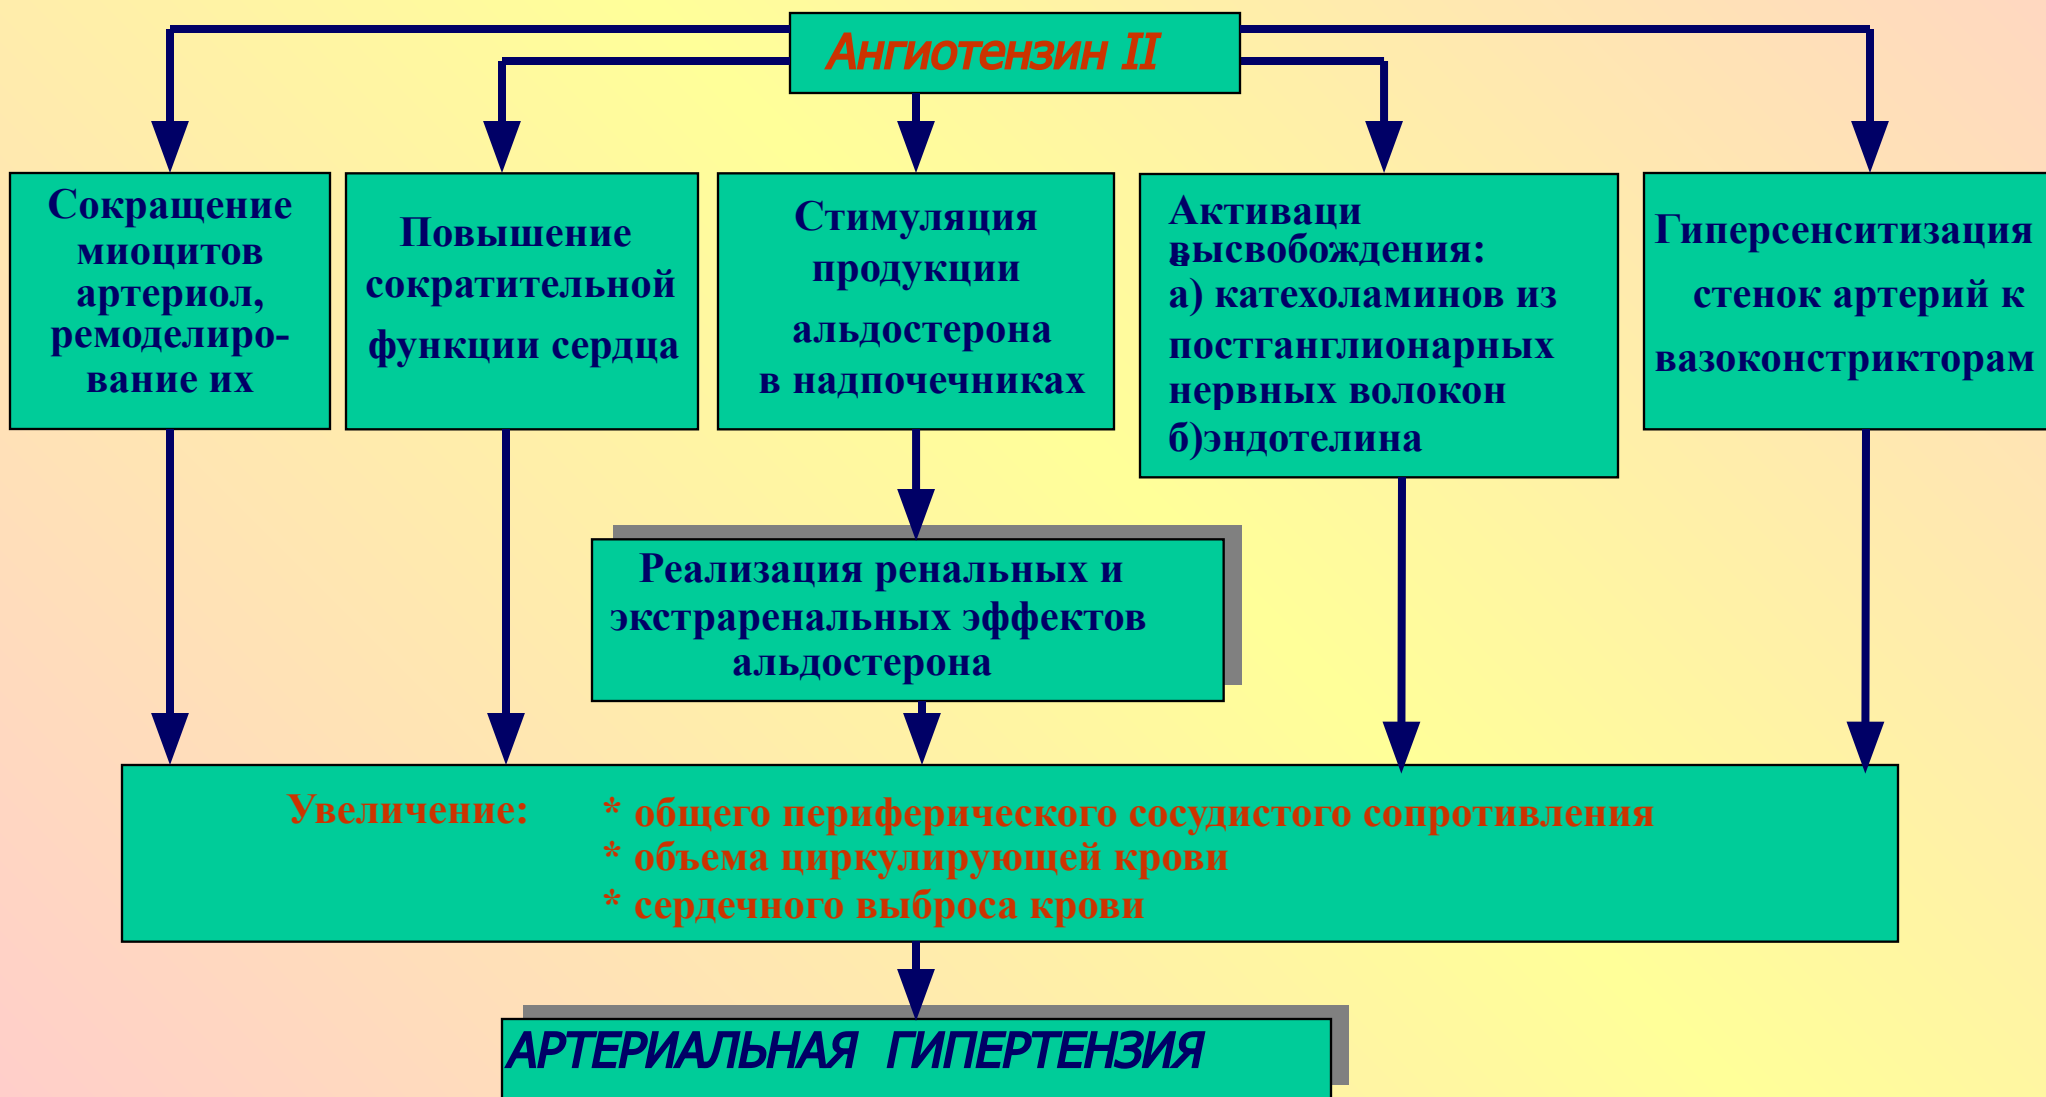 Ангиотензин II
Сокращение
миоцитов
артериол,
ремоделиро-
вание их
Повышение
сократительной
функции сердца
Стимуляция
продукции
альдостерона
в надпочечниках
Активаци
я
высвобождения:
а) катехоламинов из
постганглионарных
нервных волокон
б)эндотелина
Гиперсенситизация
стенок артерий к
вазоконстрикторам
Реализация ренальных и
экстраренальных эффектов
альдостерона
Увеличение: * общего периферического сосудистого сопротивления
* объема циркулирующей крови
* сердечного выброса крови
АРТЕРИАЛЬНАЯ ГИПЕРТЕНЗИЯ